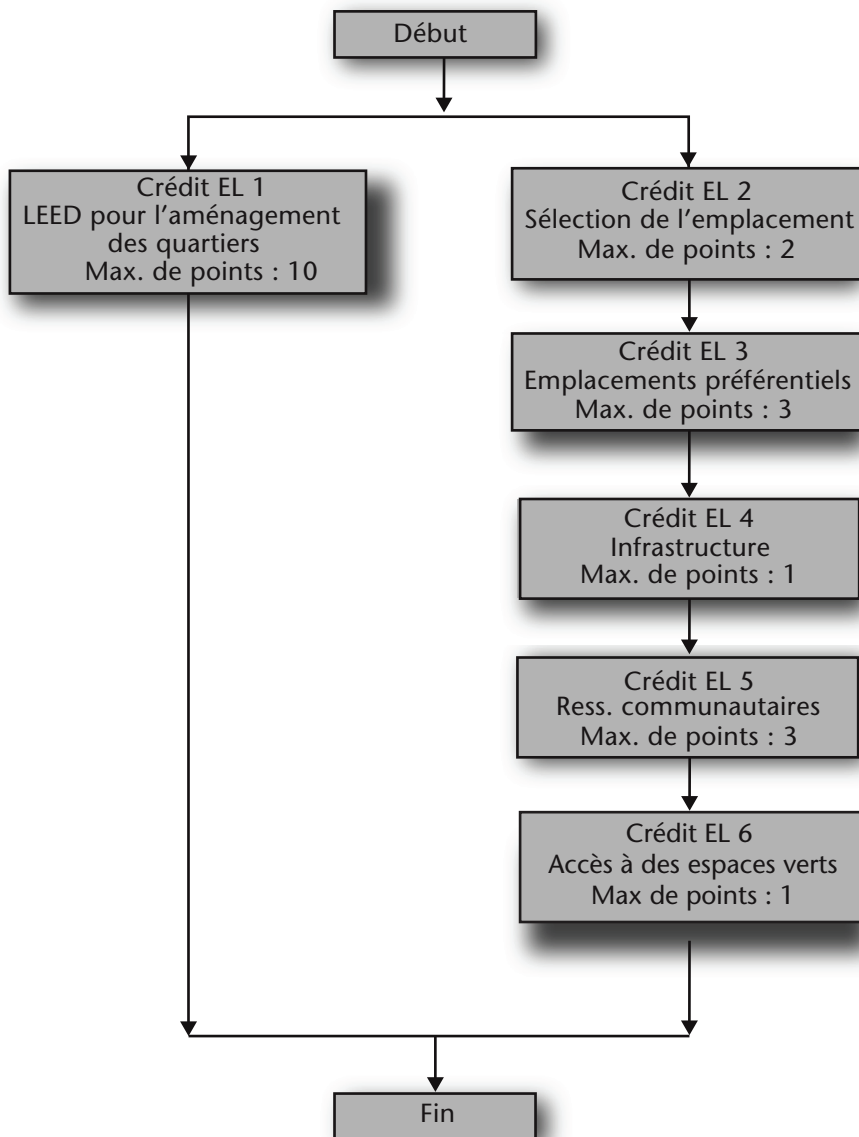 Début
Crédit EL 1
LEED pour l'aménagement
des quartiers
Max. de points : 10
Crédit EL 2
Sélection de l'emplacement
Max. de points : 2
Crédit EL 3
Emplacements préférentiels
Max. de points : 3
Crédit EL 4
Infrastructure
Max. de points : 1
Crédit EL 5
Ress. communautaires
Max. de points : 3
Crédit EL 6
Accès à des espaces verts
Max de points : 1
Fin